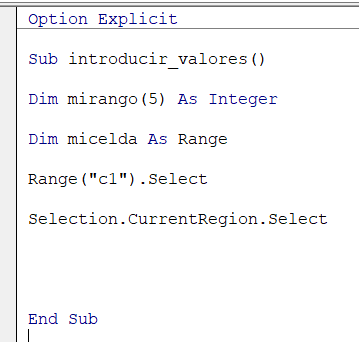 Option Explicit
Sub introducir_valores()
Dim mirango(5) As Integer
Dim micelda As Range
Range("c1").Select
Selection.CurrentRegion.Select
End Sub